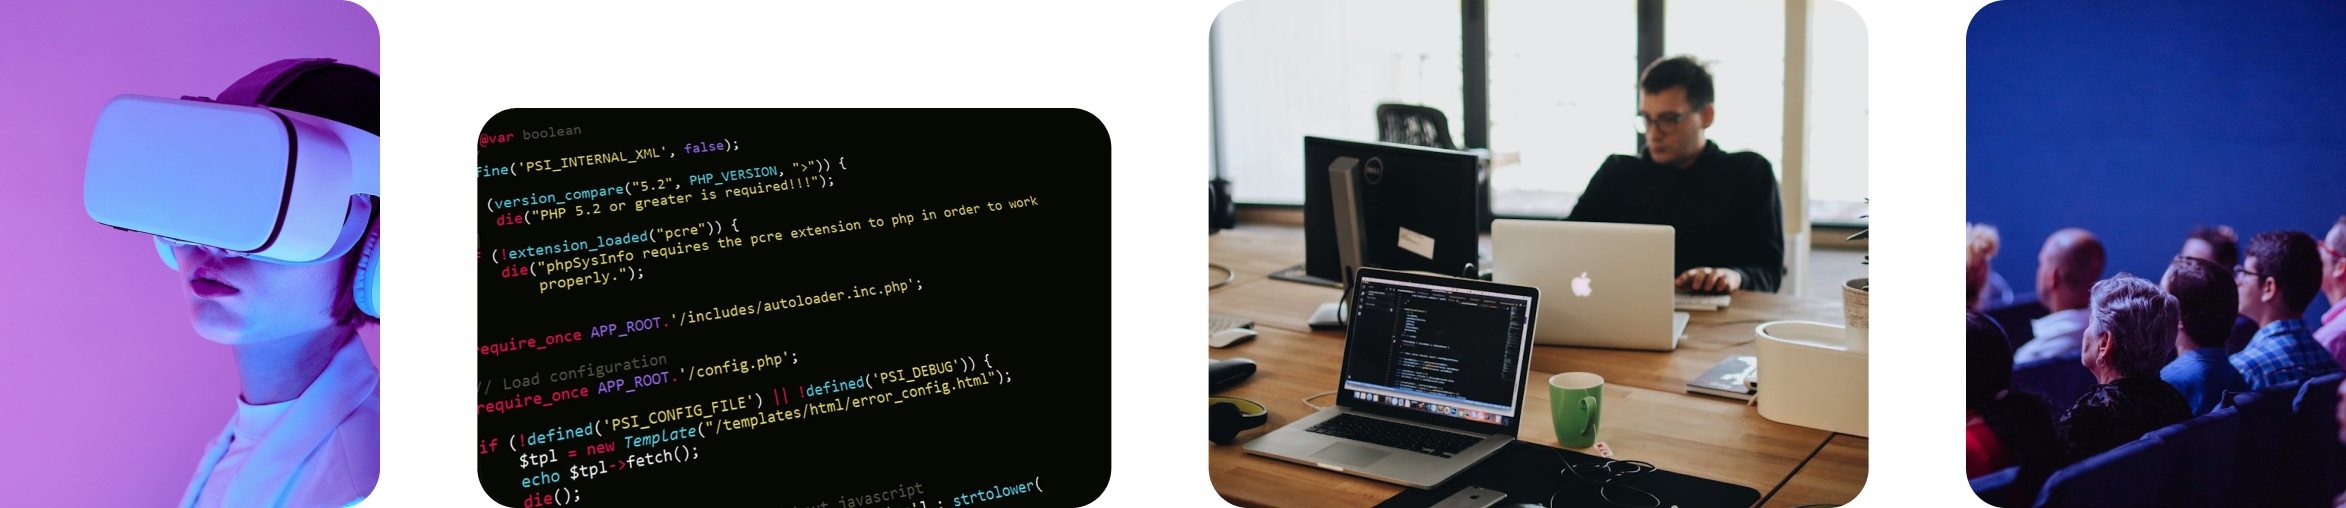 @var boolean
fine('PSI_INTERNAL_XML', false);
(version_compare("5.2", PHP_VERSION, ">")) {
die("PHP 5.2 or greater is required!!!");
(!extension_loaded("pcre")) {
die("phpSysInfo requires the pcre extension to php in order to work
properly.");
require_once APP_ROOT.'/includes/autoloader.inc.php';
// Load configuration
require_once APP_ROOT.'/config.php';
if (!defined('PSI_CONFIG_FILE') || !defined('PSI_DEBUG')) {
$tpl = new Template("/templates/html/error_config.html");
echo $tpl->fetch();
die();
javascript
strtolower(
DELL